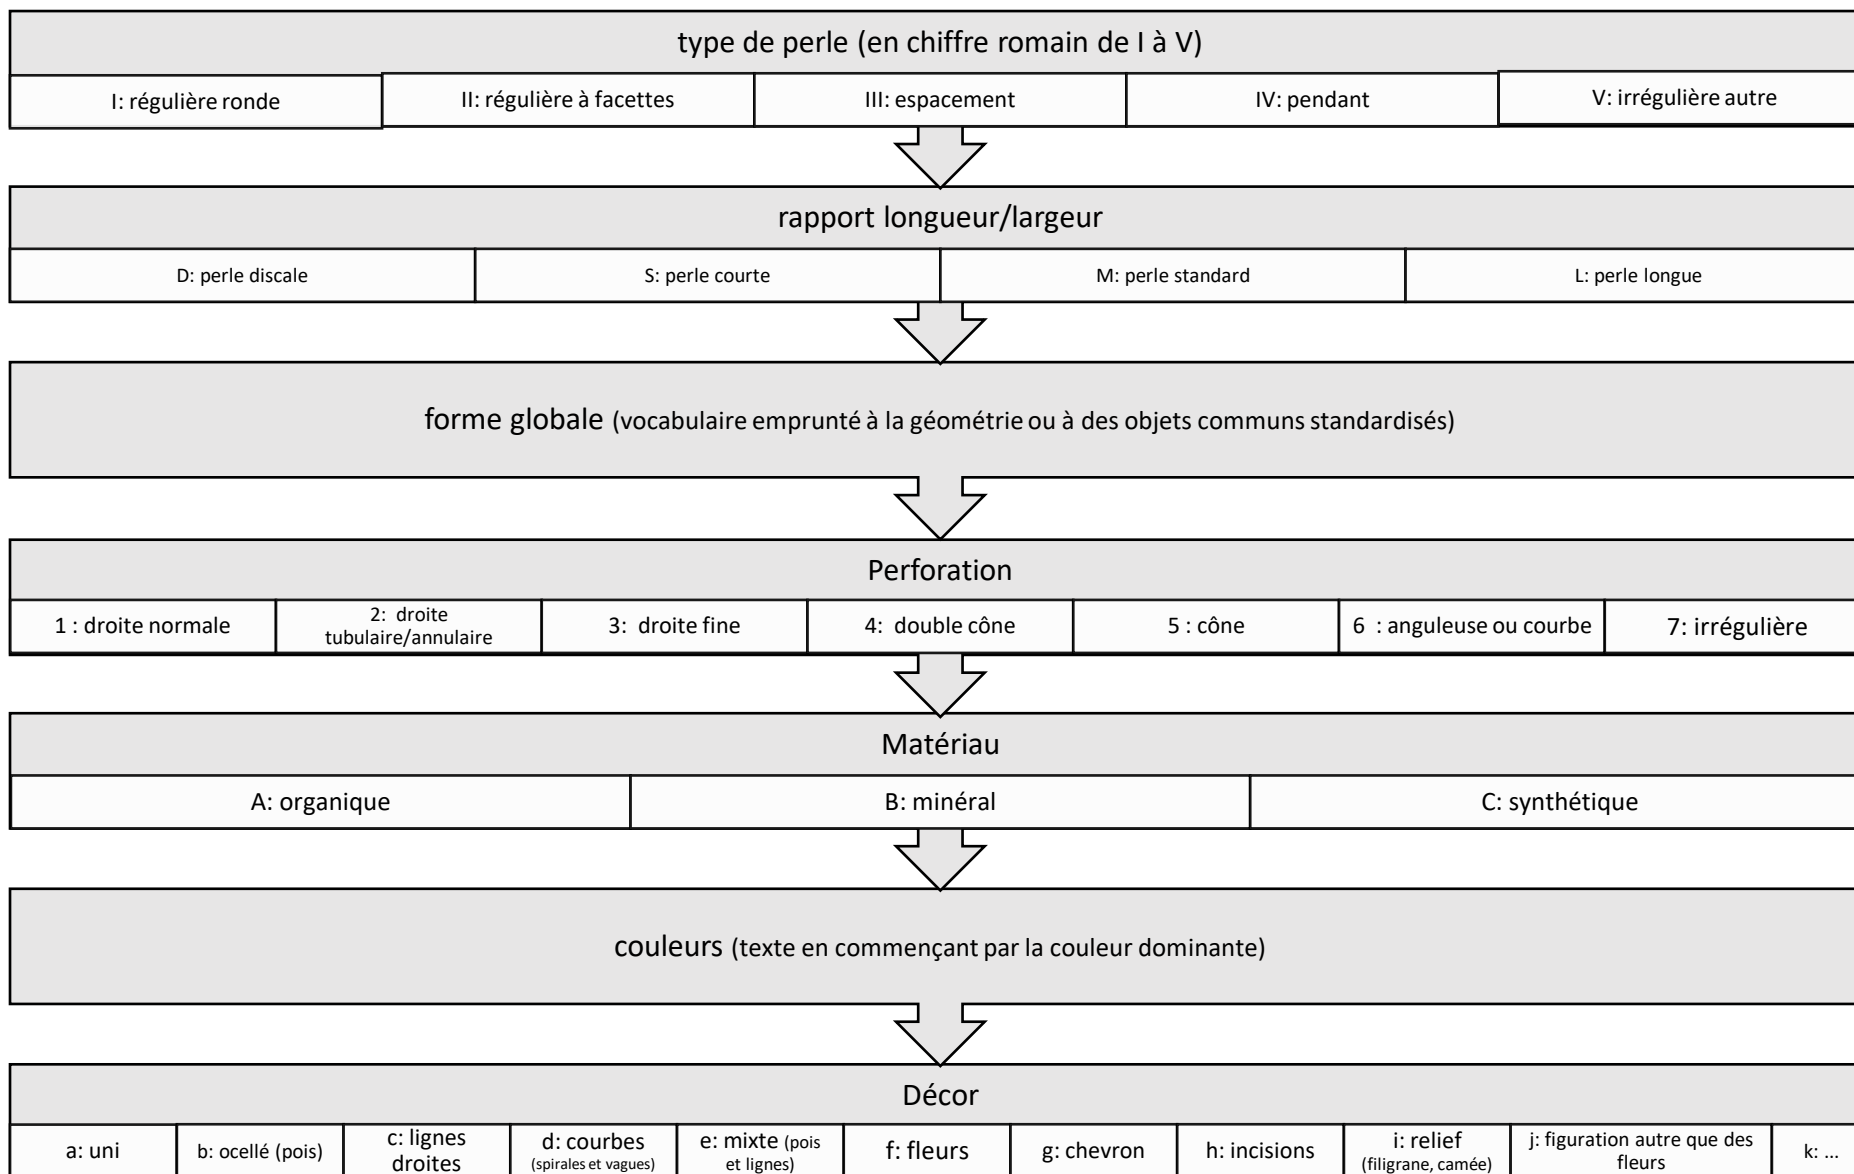 type de perle (en chiffre romain de I à V)
I: régulière ronde
II: régulière à facettes
III: espacement
IV: pendant
V: irrégulière autre
rapport longueur/largeur
D: perle discale
S: perle courte
M: perle standard
L: perle longue
forme globale (vocabulaire emprunté à la géométrie ou à des objets communs standardisés)
Perforation
1 : droite normale
2: droite
tubulaire/annulaire
3: droite fine
4: double cône
5 : cône
6 : anguleuse ou courbe
7: irrégulière
Matériau
A: organique
B: minéral
C: synthétique
couleurs (texte en commençant par la couleur dominante)
Décor
a: uni
b: ocellé (pois)
c: lignes
droites
d: courbes
(spirales et vagues)
e: mixte (pois
et lignes)
f: fleurs
g: chevron
h: incisions
i: relief
(filigrane, camée)
j: figuration autre que des
fleurs
k: ...